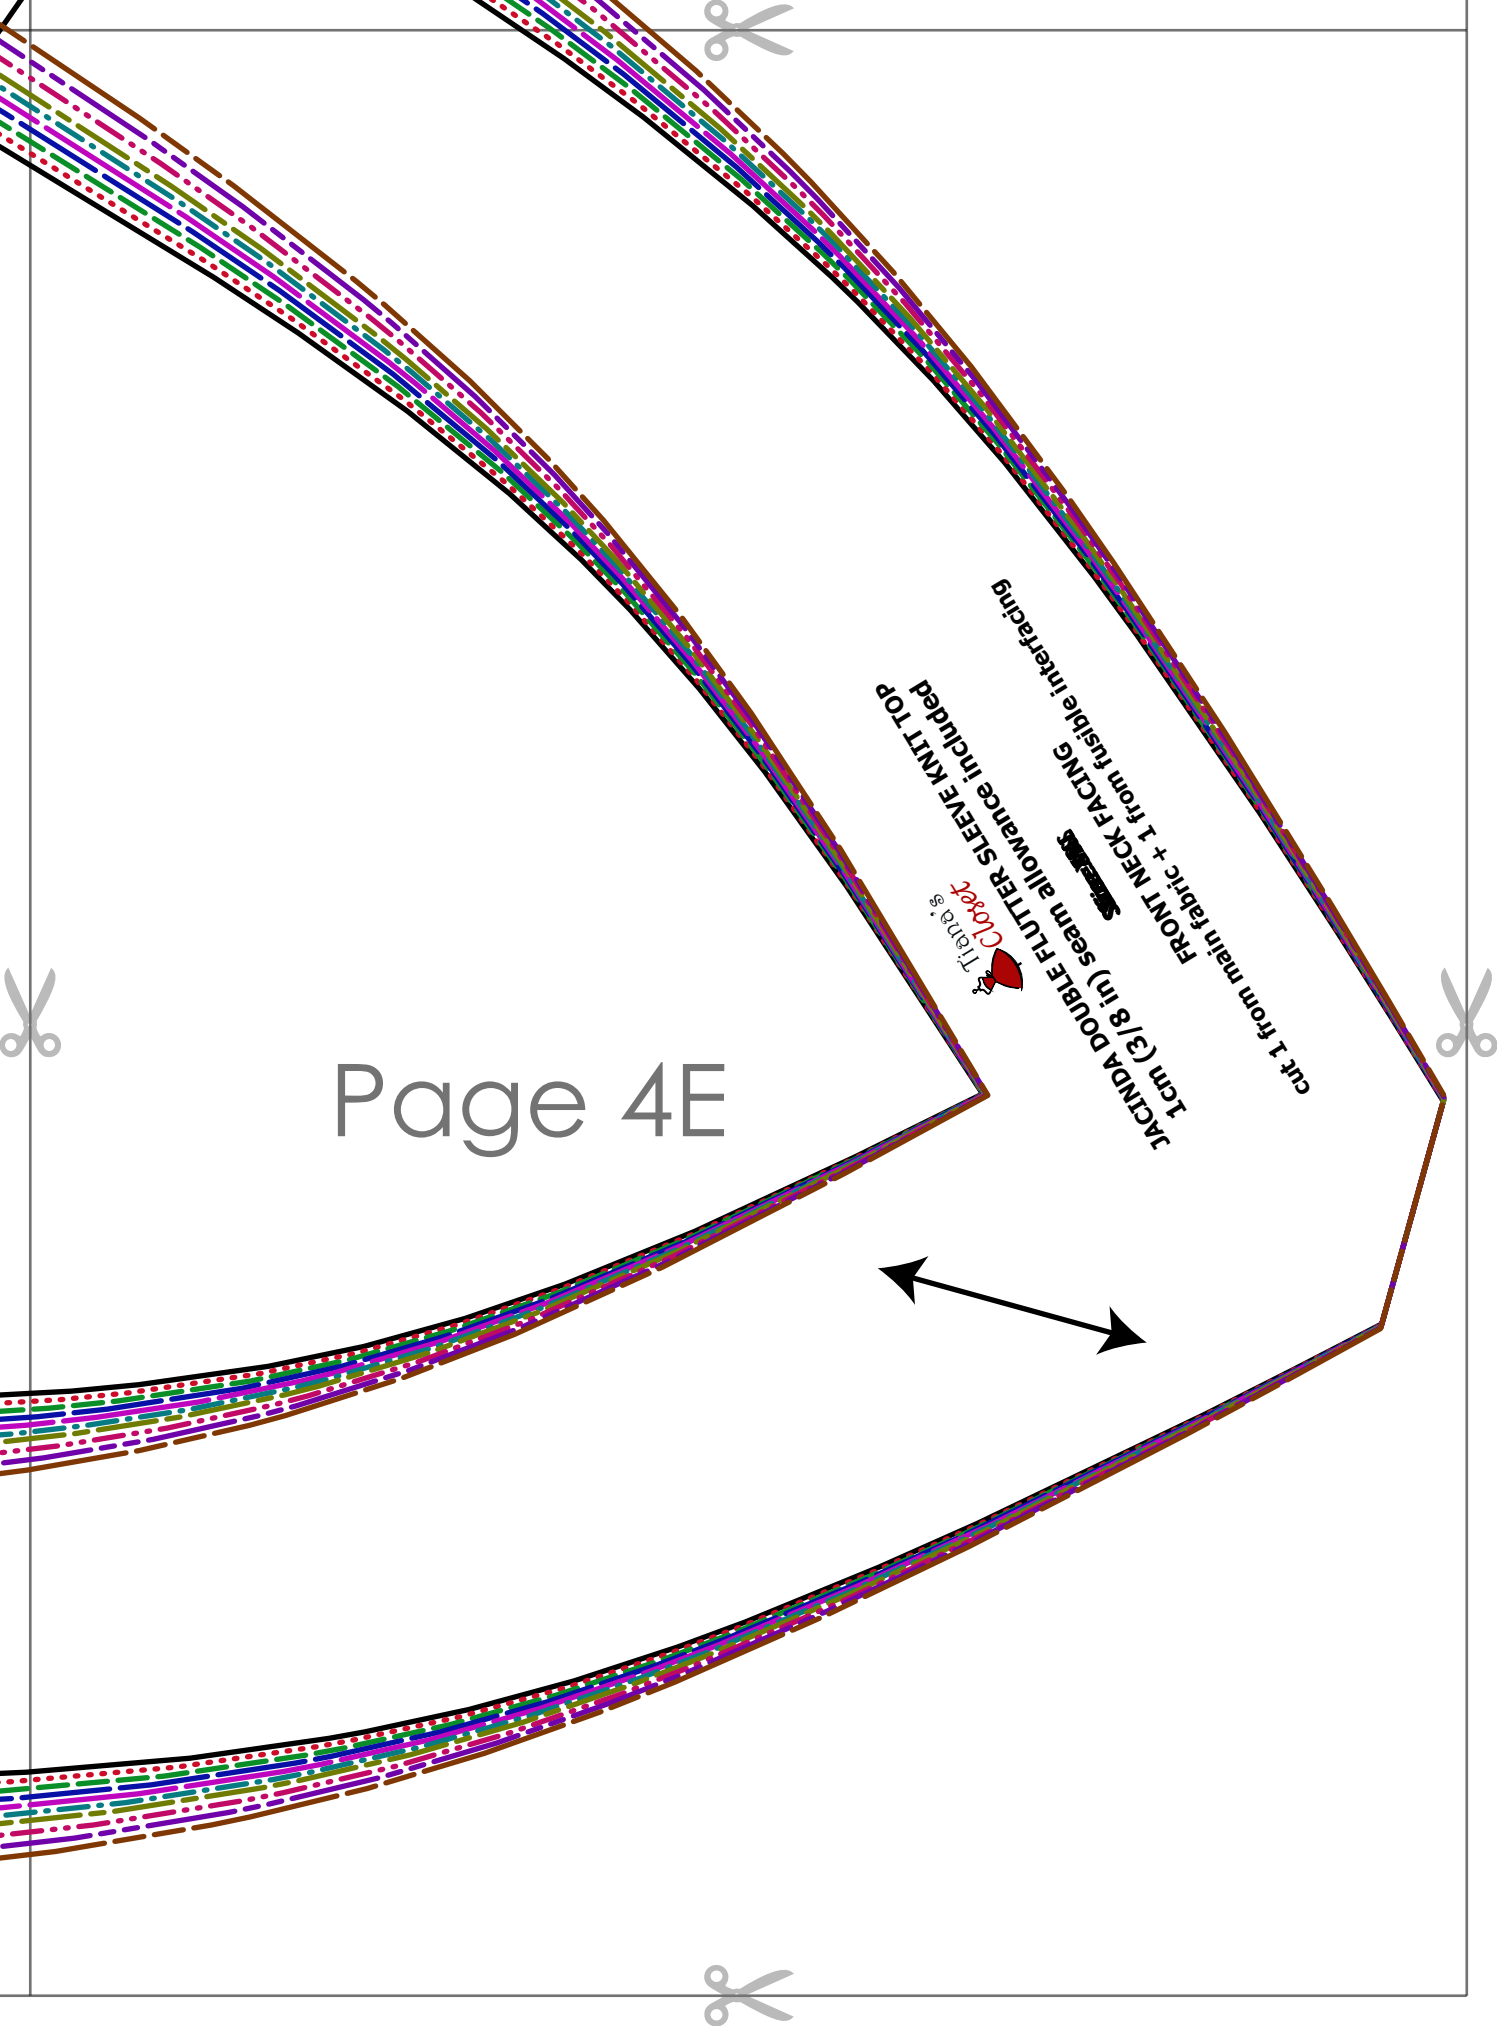 Tiana's
Closet
JACINDA DOUBLE FLUTTER SLEEVE KNIT TOP
1cm (3/8 in) seam allowance included
FRONT NECK FACING
cut 1 from main fabric + 1 from fusible interfacing
Page 4E